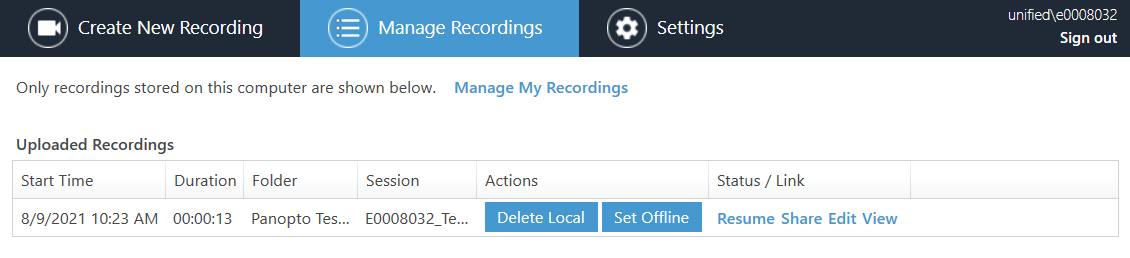 Create New Recording Manage Recordings Settings unified\e0008032
Sign out
Only recordings stored on this computer are shown below. Manage My Recordings
Uploaded Recordings
Start Time Duration Folder Session Actions Status / Link
8/9/2021 10:23 AM 00:00:13 Panopto Tes... E0008032_Te... Delete Local Set Offline Resume Share Edit View